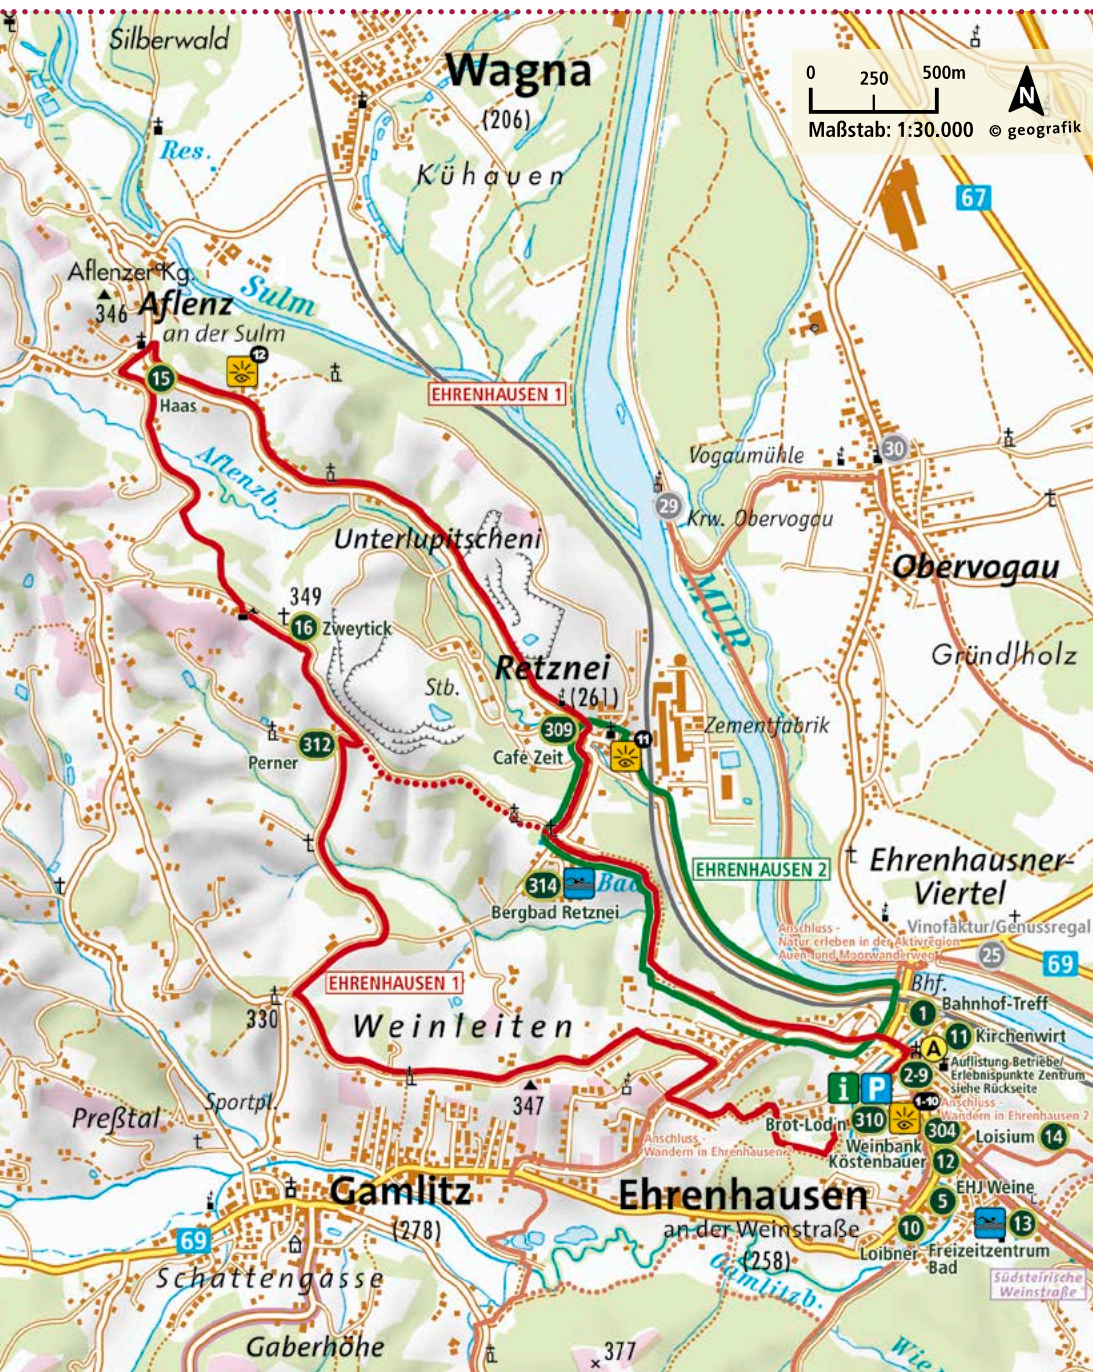 Silberwald
Wagna
(206)
0 250 500m
N
Maßstab: 1:30.000 © geografik
Res.
Kühauen
67
Aflenzer Kg.
346
Aflenz
an der Sulm
Sulm
12
15
Haas
EHRENHAUSEN 1
Vogaumühle
30
29
Krw. Obervogau
Aflenzb.
Unterlupitscheni
Obervogau
MUR
349
16 Zweytick
Gründlholz
Retznei
(261)
Stb.
309
Café Zeit
11
Zementfabrik
312
Perner
EHRENHAUSEN 2
Ehrenhausner-
Viertel
314
Bad
Bergbad Retznei
Vinofaktur/Genussregal
25
69
Anschluss -
Natur erleben in der Aktivregion
Auen- und Moorwanderweg
EHRENHAUSEN 1
330
Weinleiten
Bhf.
1
Bahnhof-Treff
11 Kirchenwirt
A
2-9
Auflistung Betriebe/
Erlebnispunkte Zentrum
siehe Rückseite
i P
1-10
Anschluss -
Wandern in Ehrenhausen 2
Preßtal
Sportpl.
347
Brot-Lod'n 310
304
Loisium 14
Weinbank
Köstenbauer 12
Anschluss -
Wandern in Ehrenhausen 2
EHJ Weine
5
Gamlitz
(278)
Ehrenhausen
an der Weinstraße
(258)
10
Loibner
13
Freizeitzentrum
Bad
69
Schattengasse
Gamlitzb.
Südsteirische
Weinstraße
Gaberhöhe
377
Wie